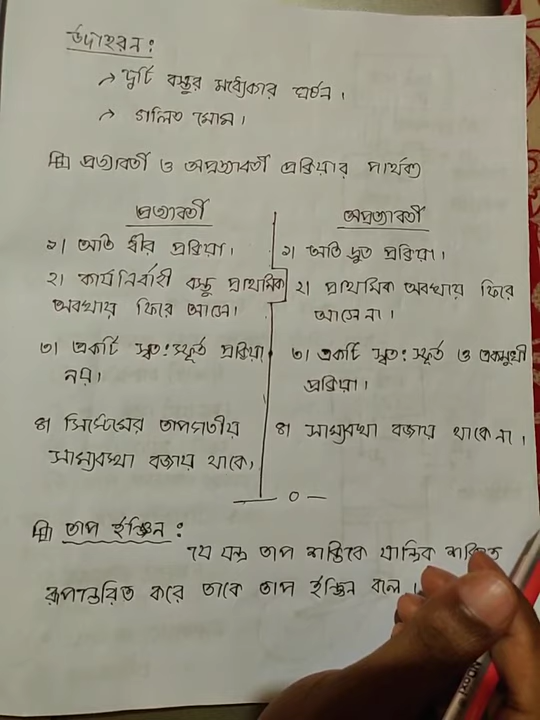 উদাহরন :
→ দুটি বস্তুর মধ্যেকার ঘর্ষন ।
→ গলিত মোম ।
প্রত্যাবর্তী ও অপ্রত্যাবর্তী প্রক্রিয়ার পার্থক্য
প্রত্যাবর্তী
১। অতি ধীর প্রক্রিয়া ।
২। কার্যনির্বাহী বস্তু প্রাথমিক
অবস্থায় ফিরে আসে।
৩। একটি স্বত:স্ফূর্ত প্রক্রিয়া
নয়।
৪। সিস্টেমের তাপগতীয়
সাম্যবস্থা বজায় থাকে,
অপ্রত্যাবর্তী
১। অতি দ্রুত প্রক্রিয়া ।
২। প্রাথমিক অবস্থায় ফিরে
আসে না ।
৩। একটি স্বত:স্ফূর্ত ও একমুখী
প্রক্রিয়া ।
৪। সাম্যবস্থা বজায় থাকে না ।
— ০ —
তাপ ইঞ্জিন :
যে যন্ত্র তাপ শক্তিকে যান্ত্রিক শক্তিতে
রূপান্তরিত করে তাকে তাপ ইঞ্জিন বলে ।